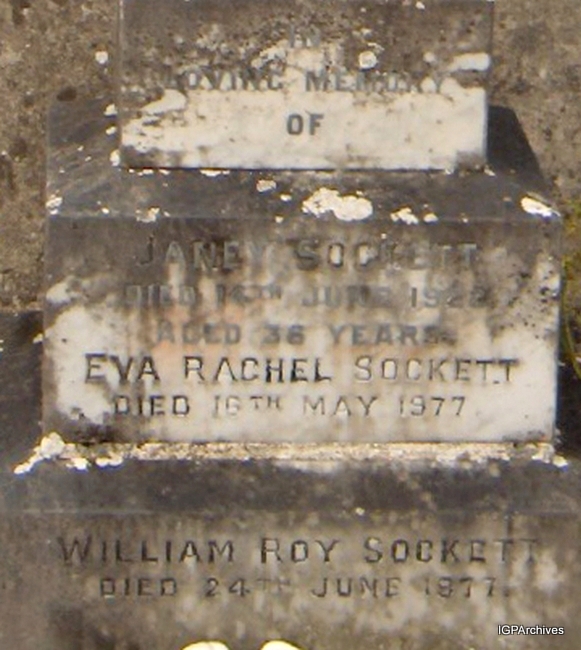 IN
LOVING MEMORY
OF
JANEY SOCKETT
DIED 14TH JUNE 1922
AGED 36 YEARS
EVA RACHEL SOCKETT
DIED 16TH MAY 1977
WILLIAM ROY SOCKETT
DIED 24TH JUNE 1977.
IGPArchives